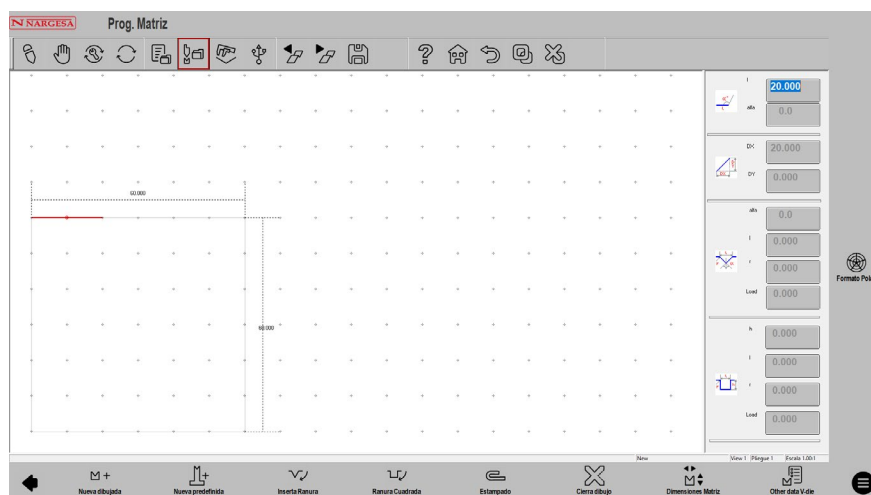 NARGESA
Prog. Matriz
l
20.000
alfa
0.0
DX
20.000
DY
0.000
60.000
alfa
0.0
l
0.000
r
0.000
Load
0.000
Formato Pola
60.000
h
0.000
l
0.000
r
0.000
Load
0.000
New
View 1
Pliegue 1
Escala 1.00:1
Nueva dibujada
Nueva predefinida
Inserta Ranura
Ranura Cuadrada
Estampado
Cierra dibujo
Dimensiones Matriz
Other data V-die